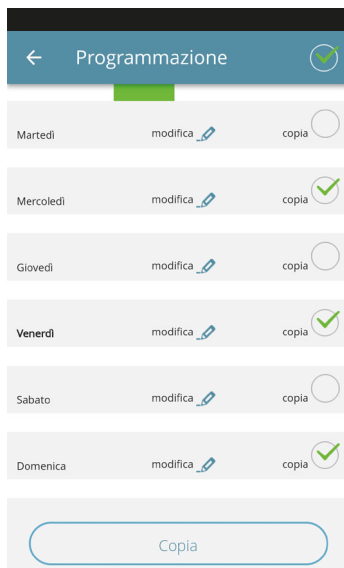 Programmazione
Martedì modifica copia
Mercoledì modifica copia
Giovedì modifica copia
Venerdì modifica copia
Sabato modifica copia
Domenica modifica copia
Copia